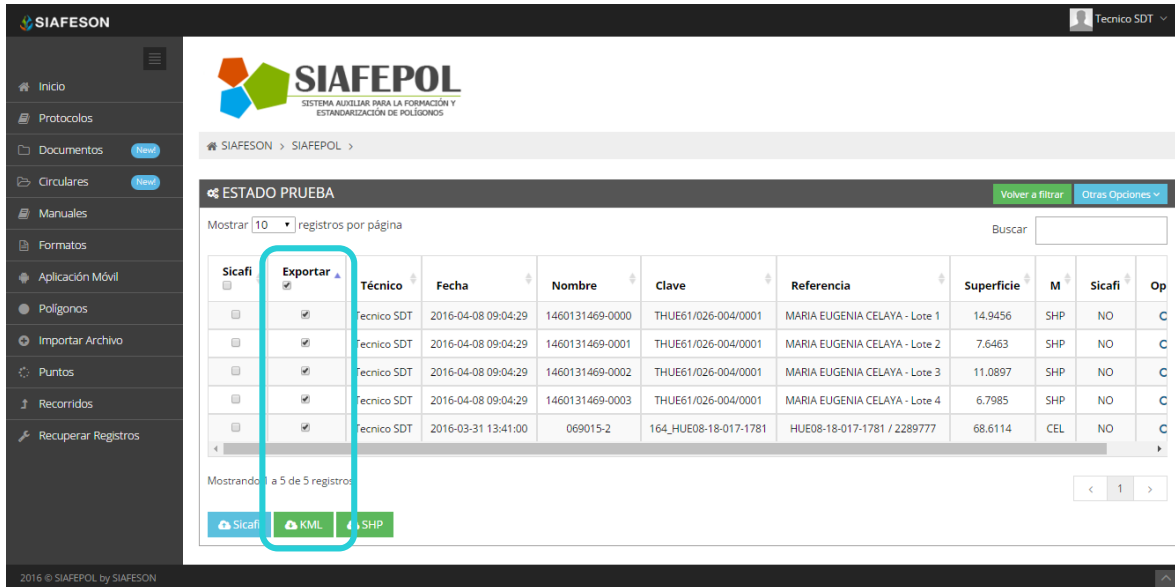 SIAFESON
Tecnico SDT
Inicio
Protocolos
Documentos New!
Circulares New!
Manuales
Formatos
Aplicación Móvil
Polígonos
Importar Archivo
Puntos
Recorridos
Recuperar Registros
SIAFEPOL
SISTEMA AUXILIAR PARA LA FORMACIÓN Y
ESTANDARIZACIÓN DE POLÍGONOS
SIAFESON > SIAFEPOL >
ESTADO PRUEBA Volver a filtrar Otras Opciones
Mostrar 10 registros por página Buscar
Sicafi Exportar Técnico Fecha Nombre Clave Referencia Superficie M Sicafi Op
Tecnico SDT 2016-04-08 09:04:29 1460131469-0000 THUE61/026-004/0001 MARIA EUGENIA CELAYA - Lote 1 14.9456 SHP NO
Tecnico SDT 2016-04-08 09:04:29 1460131469-0001 THUE61/026-004/0001 MARIA EUGENIA CELAYA - Lote 2 7.6463 SHP NO
Tecnico SDT 2016-04-08 09:04:29 1460131469-0002 THUE61/026-004/0001 MARIA EUGENIA CELAYA - Lote 3 11.0897 SHP NO
Tecnico SDT 2016-04-08 09:04:29 1460131469-0003 THUE61/026-004/0001 MARIA EUGENIA CELAYA - Lote 4 6.7985 SHP NO
Tecnico SDT 2016-03-31 13:41:00 069015-2 164_HUE08-18-017-1781 HUE08-18-017-1781 / 2289777 68.6114 CEL NO
Mostrando 1 a 5 de 5 registros
< 1 >
Sicafi KML SHP
2016 © SIAFEPOL by SIAFESON